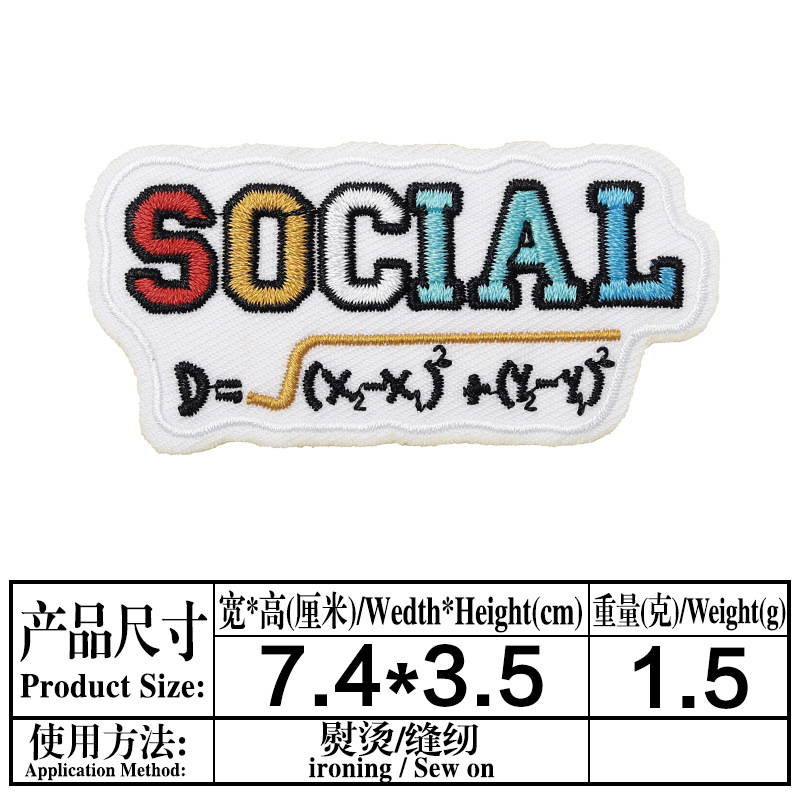 SOCIAL
D=√(X₂-X₁)² +(Y₂-Y₁)²
产品尺寸
Product Size:
宽*高(厘米)/Wedth*Height(cm)
7.4*3.5
重量(克)/Weight(g)
1.5
使用方法:
Application Method:
熨烫/缝纫
ironing / Sew on